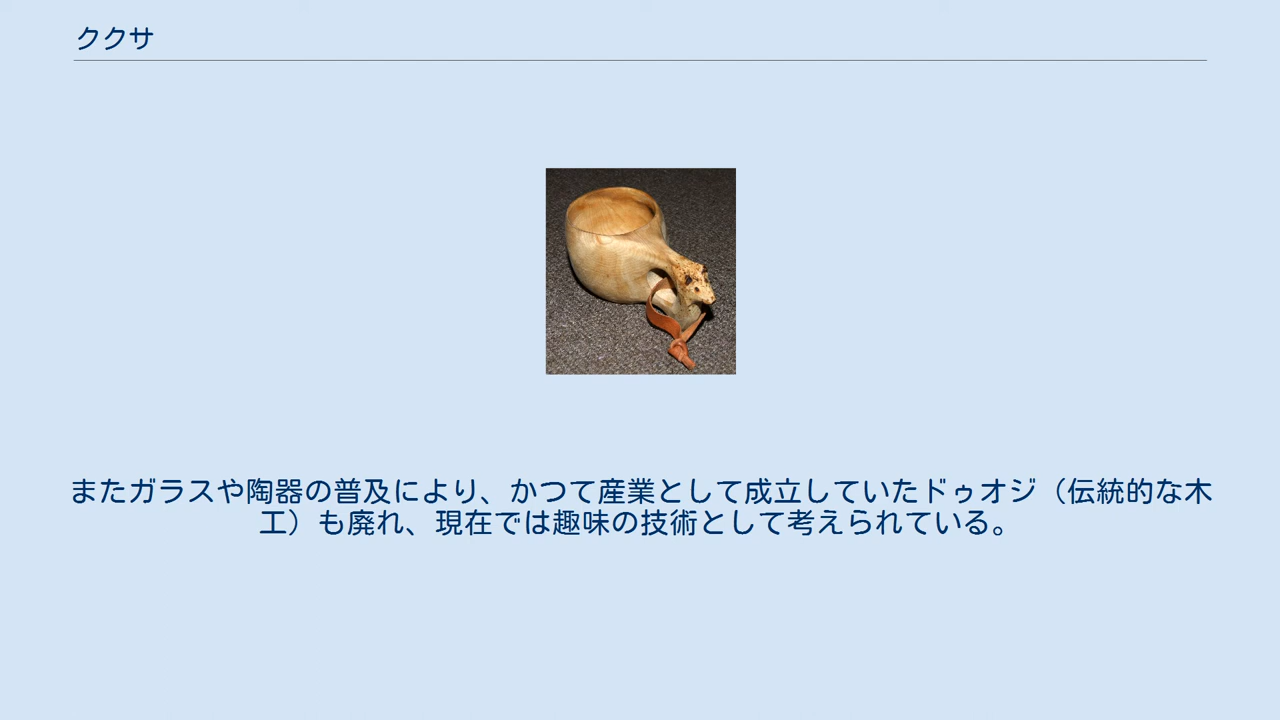 ククサ
またガラスや陶器の普及により、かつて産業として成立していたドゥオジ（伝統的な木
工）も廃れ、現在では趣味の技術として考えられている。